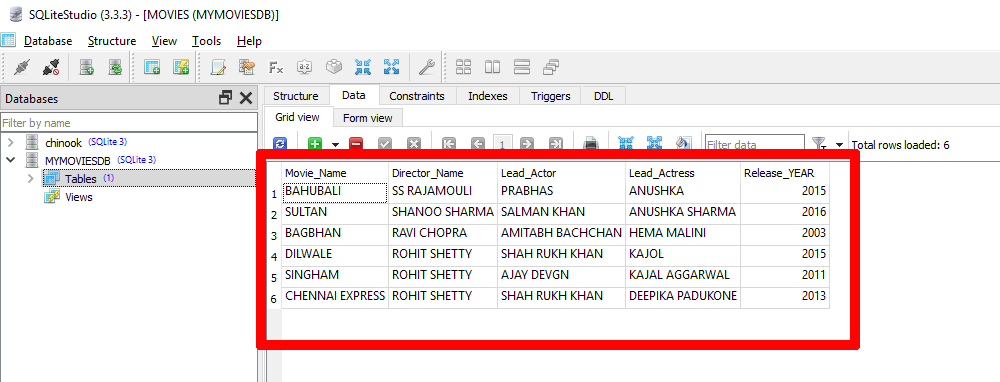 SQLiteStudio (3.3.3) - [MOVIES (MYMOVIESDB)]
Database Structure View Tools Help
Databases
Filter by name
chinook (SQLite 3)
MYMOVIESDB (SQLite 3)
Tables (1)
Views
Structure Data Constraints Indexes Triggers DDL
Grid view Form view
1 Filter data Total rows loaded: 6
Movie_Name Director_Name Lead_Actor Lead_Actress Release_YEAR
1 BAHUBALI SS RAJAMOULI PRABHAS ANUSHKA 2015
2 SULTAN SHANOO SHARMA SALMAN KHAN ANUSHKA SHARMA 2016
3 BAGBHAN RAVI CHOPRA AMITABH BACHCHAN HEMA MALINI 2003
4 DILWALE ROHIT SHETTY SHAH RUKH KHAN KAJOL 2015
5 SINGHAM ROHIT SHETTY AJAY DEVGN KAJAL AGGARWAL 2011
6 CHENNAI EXPRESS ROHIT SHETTY SHAH RUKH KHAN DEEPIKA PADUKONE 2013